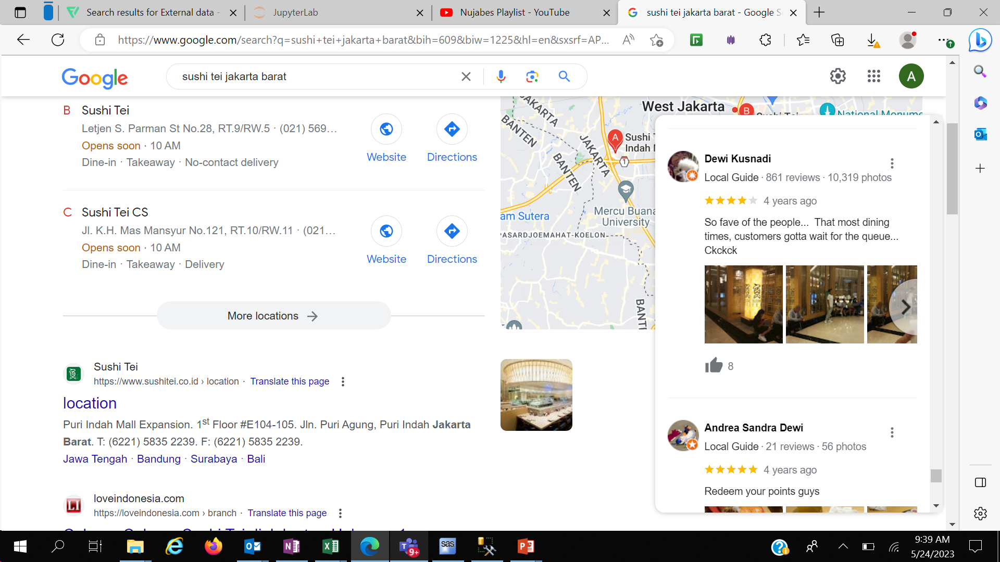 Search results for External data -
JupyterLab
Nujabes Playlist - YouTube
sushi tei jakarta barat - Google Se
https://www.google.com/search?q=sushi+tei+jakarta+barat&bih=609&biw=1225&hl=en&sxsrf=AP...
Google
sushi tei jakarta barat
A
B Sushi Tei
Letjen S. Parman St No.28, RT.9/RW.5 · (021) 569...
Opens soon · 10 AM
Dine-in · Takeaway · No-contact delivery
Website
Directions
C Sushi Tei CS
Jl. K.H. Mas Mansyur No.121, RT.10/RW.11 · (021...
Opens soon · 10 AM
Dine-in · Takeaway · Delivery
Website
Directions
More locations
Sushi Tei
https://www.sushitei.co.id › location · Translate this page
location
Puri Indah Mall Expansion. 1st Floor #E104-105. Jln. Puri Agung, Puri Indah Jakarta
Barat. T: (6221) 5835 2239. F: (6221) 5835 2239.
Jawa Tengah · Bandung · Surabaya · Bali
LI
loveindonesia.com
https://loveindonesia.com › branch · Translate this page
JAKARTA
BANTEN
West Jakarta
B
Sushi Tei
National Monume
A
Sushi
Indah
JAKARTA
BANTEN
1
am Sutera
Mercu Buana
University
PASARDJOEMAHAT-KOELON
BANTE
Dewi Kusnadi
Local Guide · 861 reviews · 10,319 photos
4 years ago
So fave of the people... That most dining
times, customers gotta wait for the queue...
Ckckck
8
Andrea Sandra Dewi
Local Guide · 21 reviews · 56 photos
4 years ago
Redeem your points guys
9+
sas
9:39 AM
5/24/2023